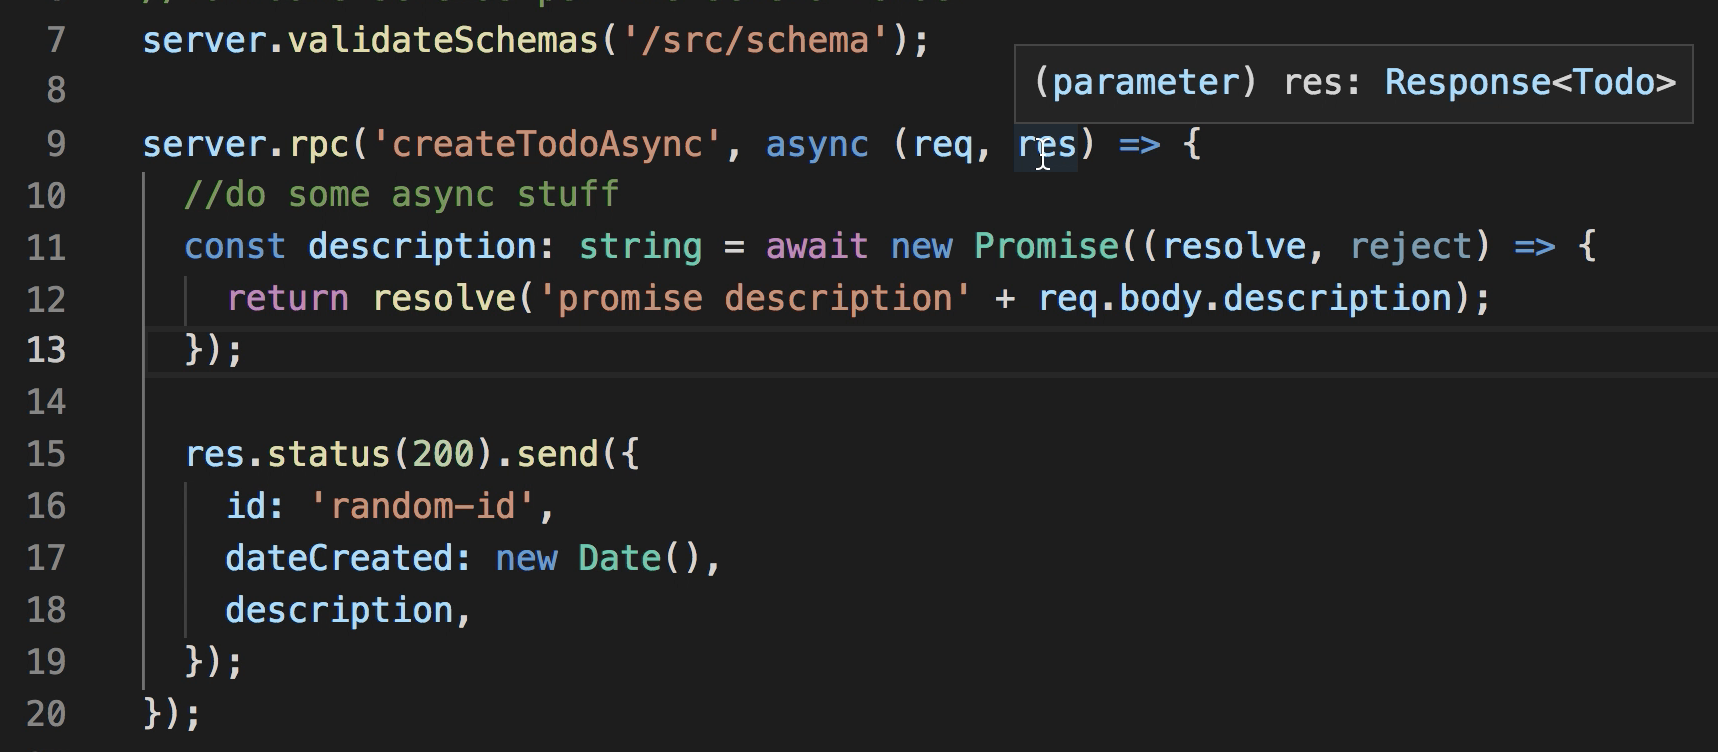 7 server.validateSchemas('/src/schema');
(parameter) res: Response<Todo>
8
9 server.rpc('createTodoAsync', async (req, res) => {
10 //do some async stuff
11 const description: string = await new Promise((resolve, reject) => {
12 return resolve('promise description' + req.body.description);
13 });
14
15 res.status(200).send({
16 id: 'random-id',
17 dateCreated: new Date(),
18 description,
19 });
20 });